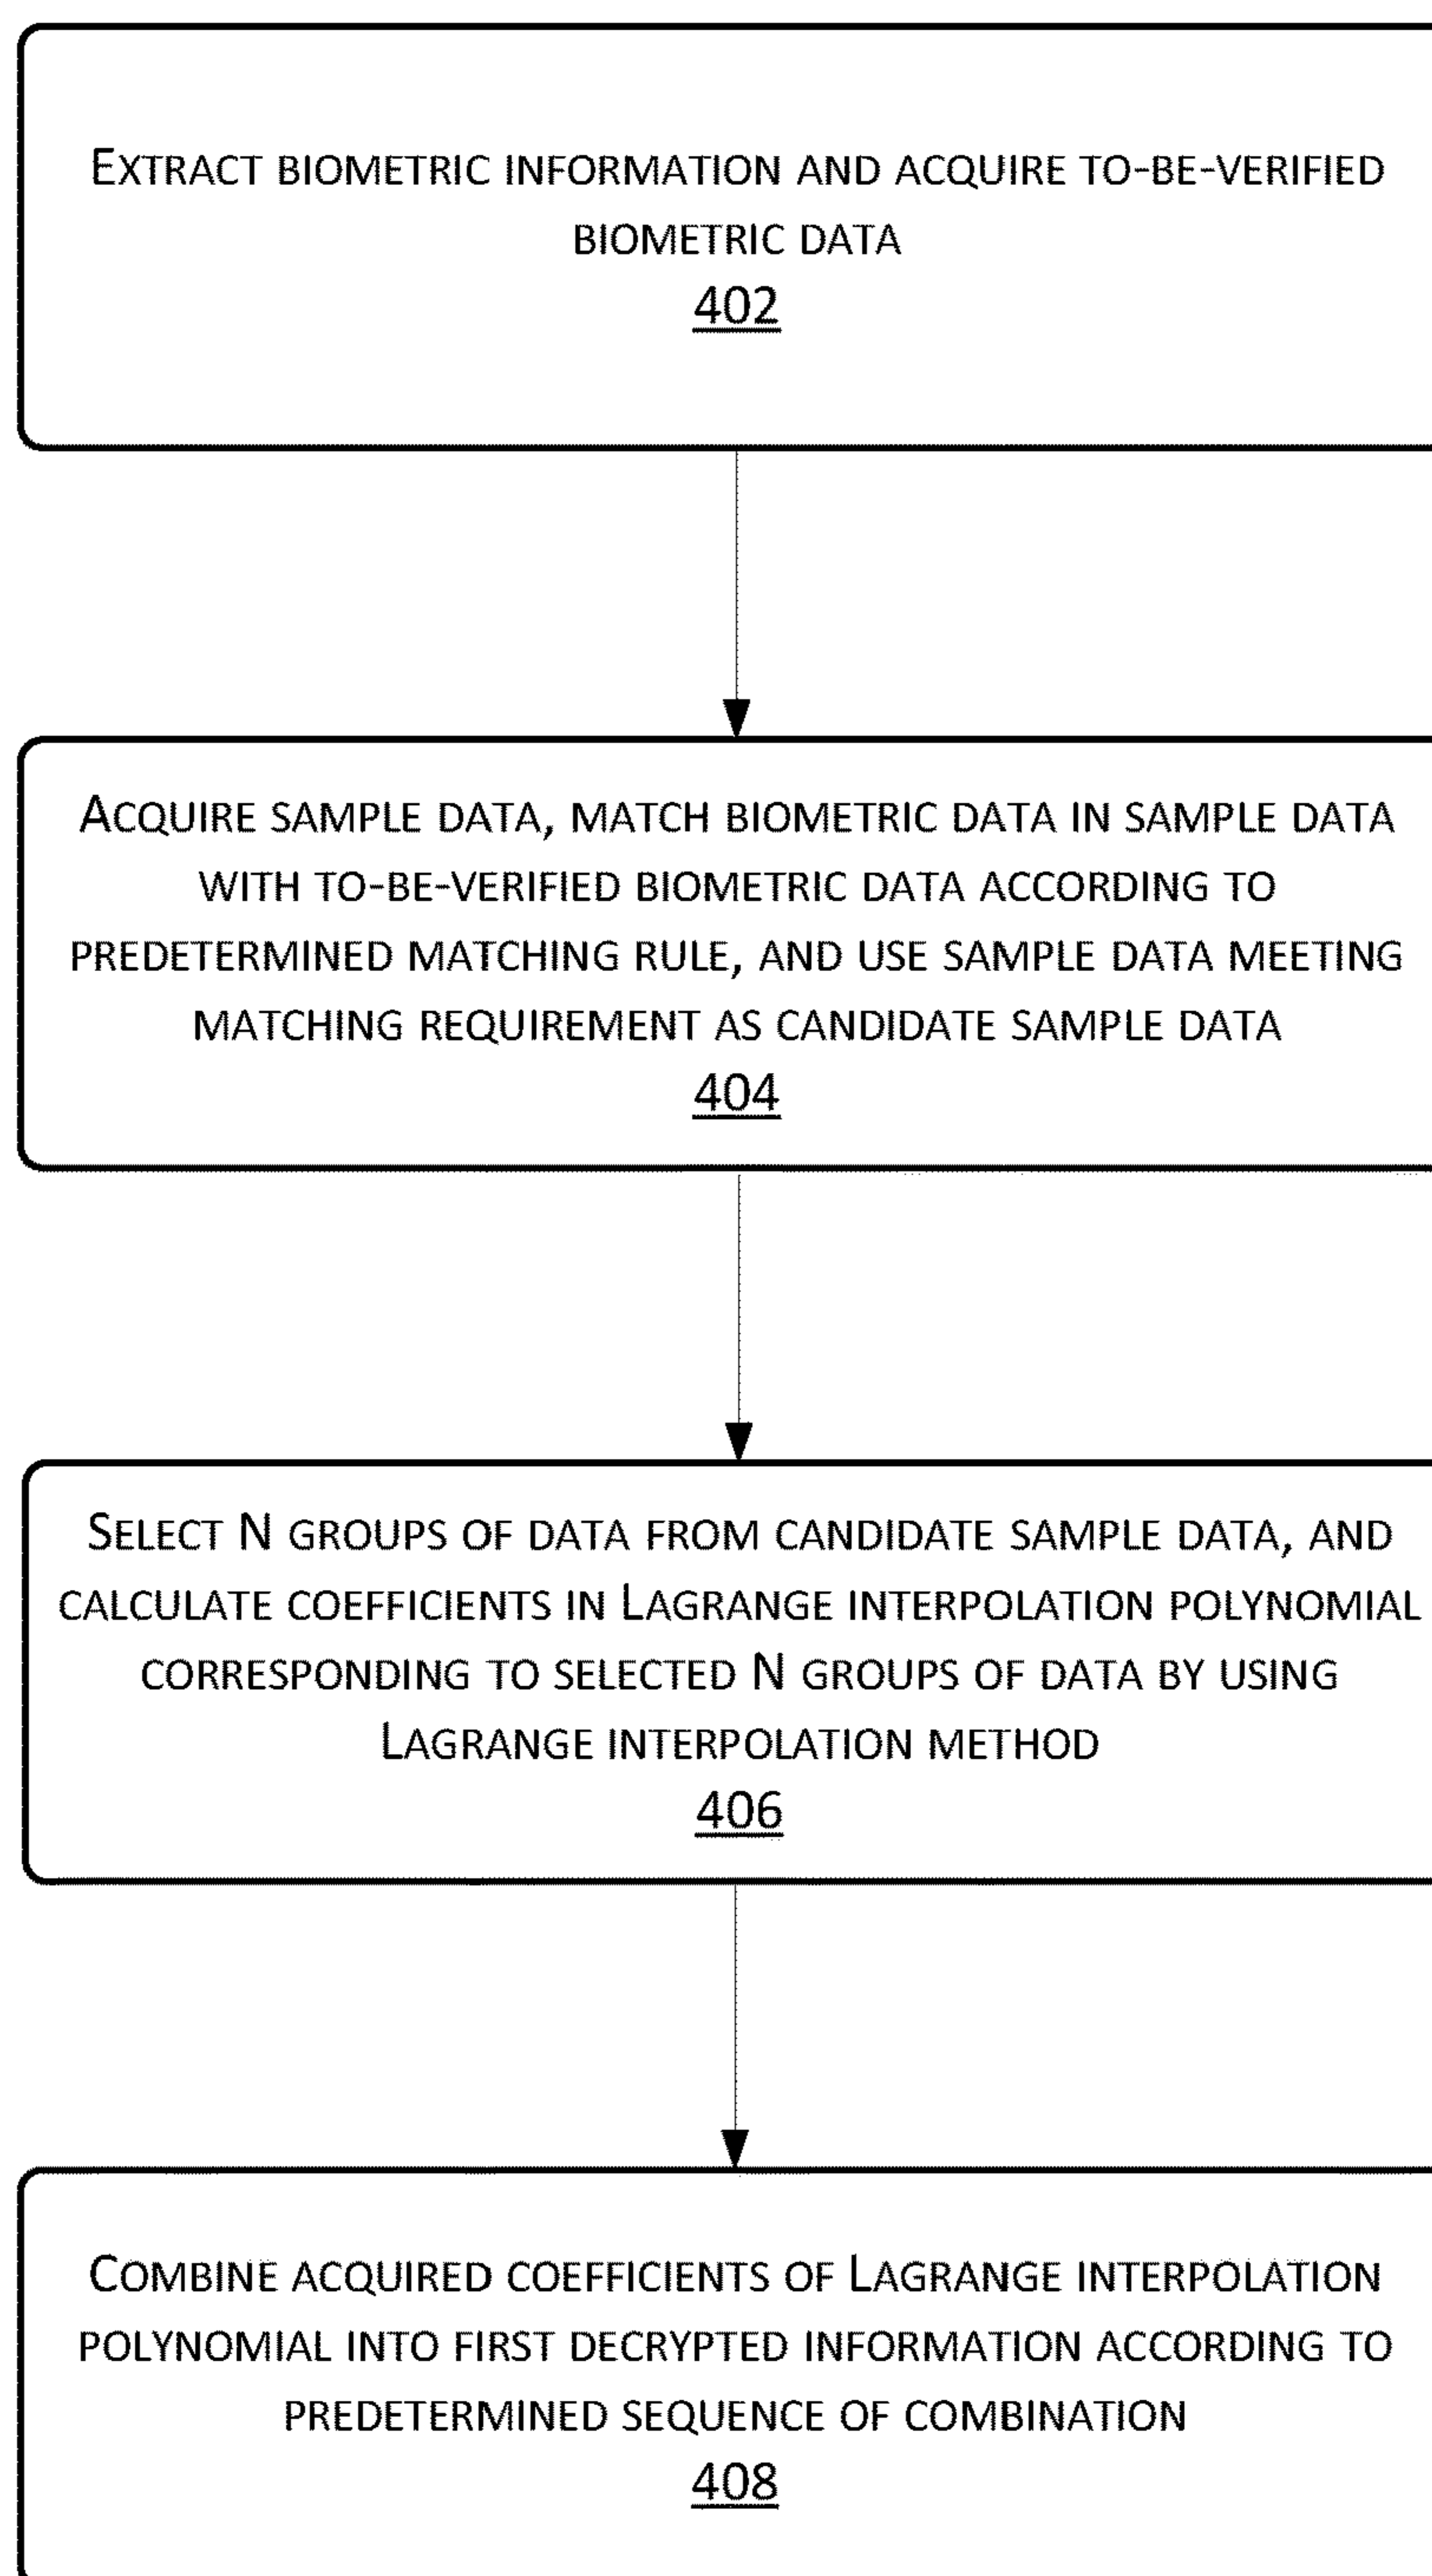 Extract biometric information and acquire to-be-verified
biometric data
402
Acquire sample data, match biometric data in sample data
with to-be-verified biometric data according to
predetermined matching rule, and use sample data meeting
matching requirement as candidate sample data
404
Select N groups of data from candidate sample data, and
calculate coefficients in Lagrange interpolation polynomial
corresponding to selected N groups of data by using
Lagrange interpolation method
406
Combine acquired coefficients of Lagrange interpolation
polynomial into first decrypted information according to
predetermined sequence of combination
408